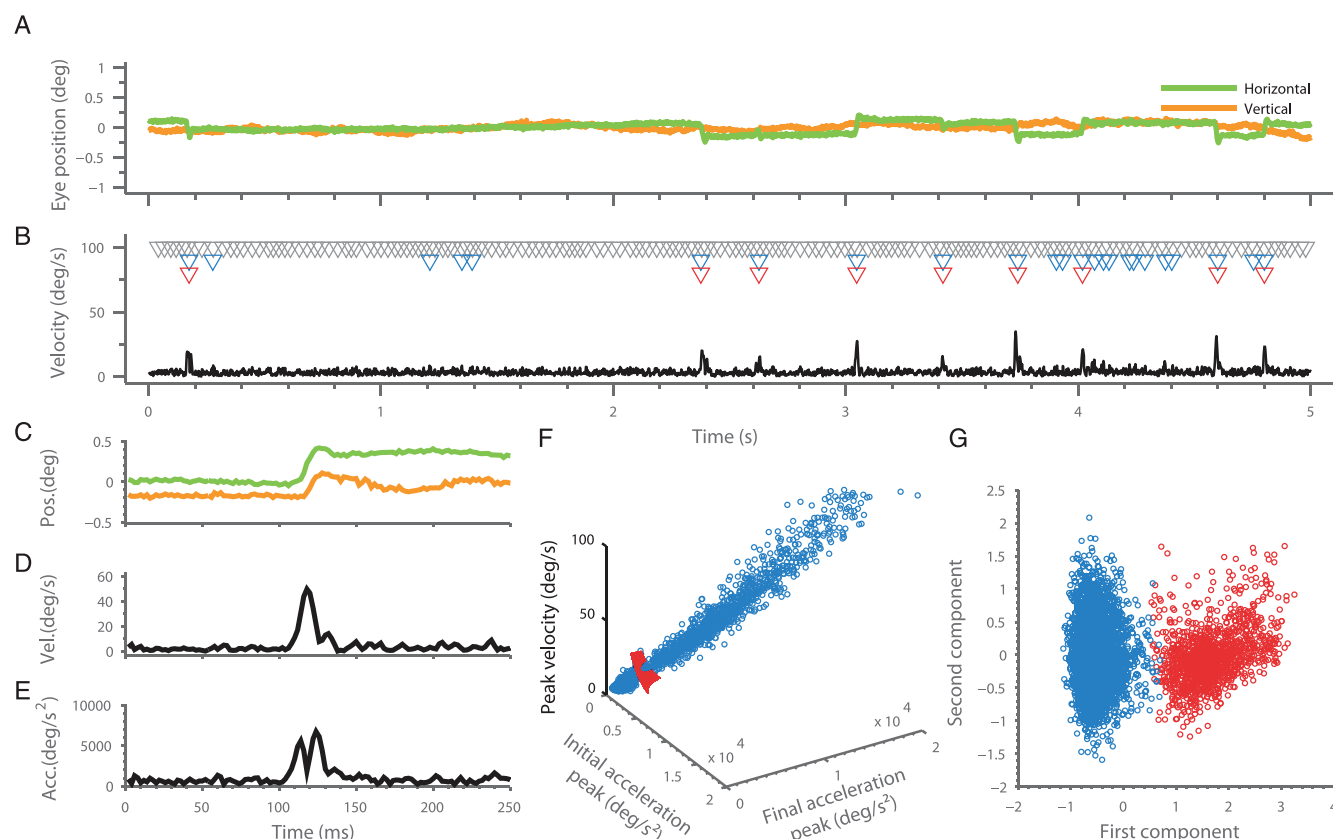 A
Eye position (deg)
1
0.5
0
−0.5
−1
Horizontal
Vertical
B
Velocity (deg/s)
100
50
0
0 1 2 3 4 5
Time (s)
C
Pos.(deg)
0.5
0
−0.5
D
Vel.(deg/s)
60
40
20
0
E
Acc.(deg/s²)
10000
5000
0
0 50 100 150 200 250
Time (ms)
F
Peak velocity (deg/s)
100
50
0
0
0.5
1
1.5
2
x 10⁴
Initial acceleration
peak (deg/s²)
0
1
2
x 10⁴
Final acceleration
peak (deg/s²)
G
Second component
2.5
2
1.5
1
0.5
0
−0.5
−1
−1.5
−2
−2 −1 0 1 2 3 4
First component